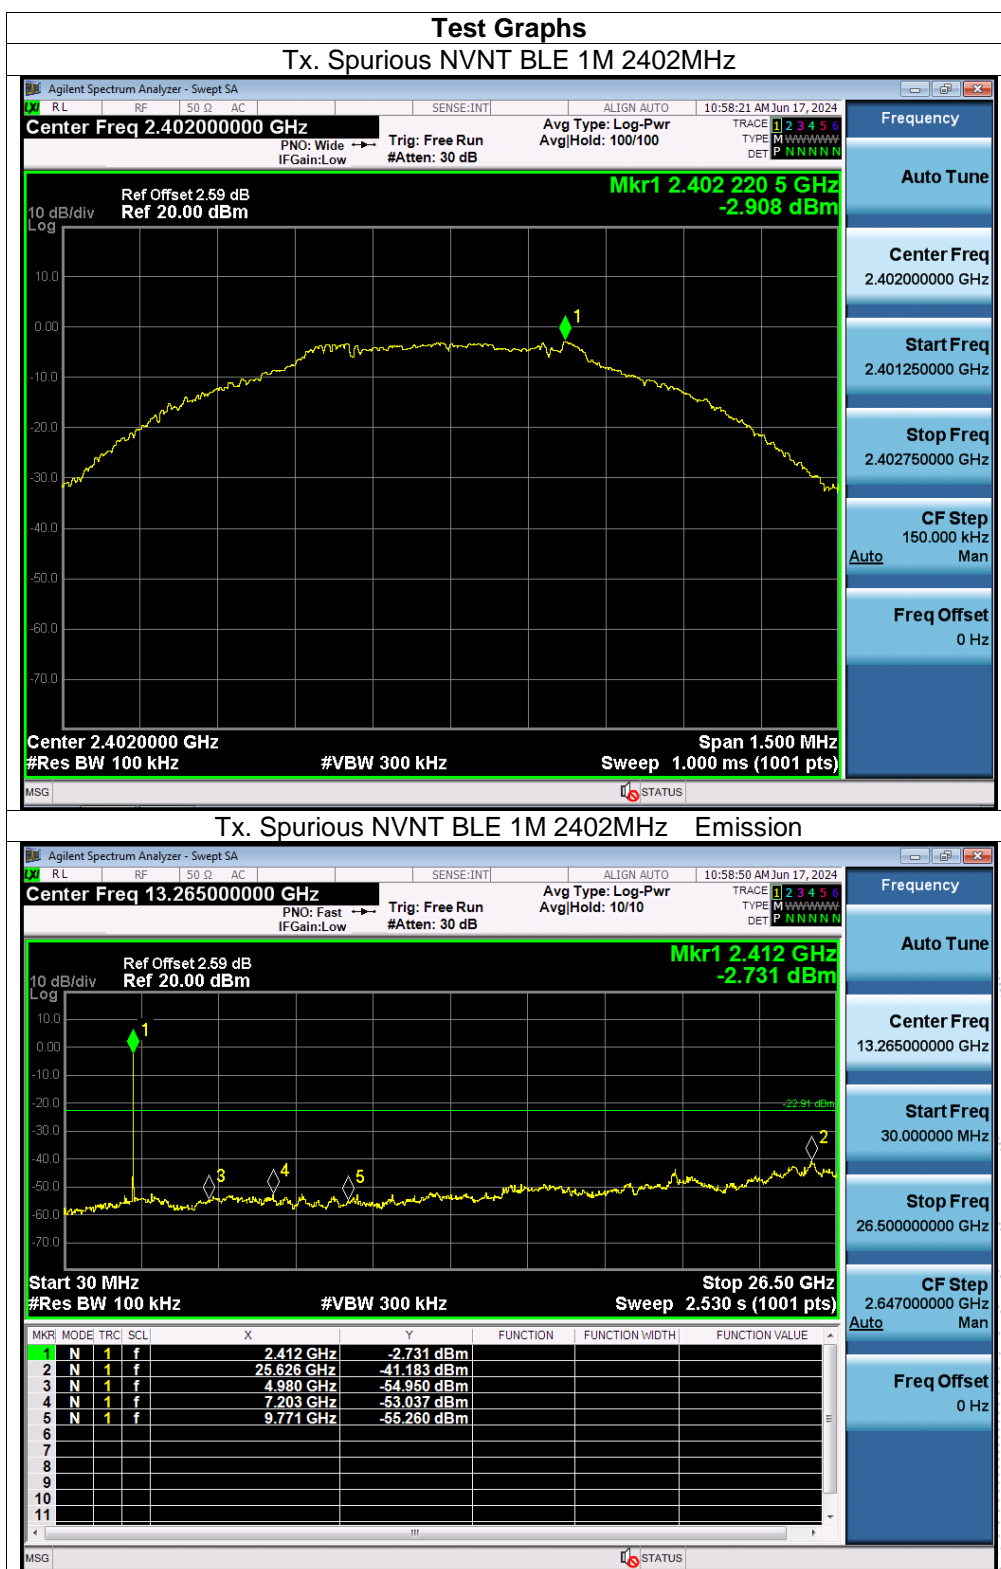 Test Graphs
Tx. Spurious NVNT BLE 1M 2402MHz
Agilent Spectrum Analyzer - Swept SA
LXI RL RF 50 Ω AC SENSE:INT ALIGN AUTO 10:58:21 AM Jun 17, 2024
Center Freq 2.402000000 GHz
PNO: Wide
IFGain:Low
Trig: Free Run
#Atten: 30 dB
Avg Type: Log-Pwr
Avg|Hold: 100/100
TRACE 1 2 3 4 5 6
TYPE M WWWWW
DET P N N N N N
Frequency
Auto Tune
Center Freq
2.402000000 GHz
Start Freq
2.401250000 GHz
Stop Freq
2.402750000 GHz
CF Step
150.000 kHz
Auto Man
Freq Offset
0 Hz
Mkr1 2.402 220 5 GHz
-2.908 dBm
Ref Offset 2.59 dB
10 dB/div Ref 20.00 dBm
Log
10.0
0.00
-10.0
-20.0
-30.0
-40.0
-50.0
-60.0
-70.0
1
Center 2.4020000 GHz Span 1.500 MHz
#Res BW 100 kHz #VBW 300 kHz Sweep 1.000 ms (1001 pts)
MSG STATUS
Tx. Spurious NVNT BLE 1M 2402MHz Emission
Agilent Spectrum Analyzer - Swept SA
LXI RL RF 50 Ω AC SENSE:INT ALIGN AUTO 10:58:50 AM Jun 17, 2024
Center Freq 13.265000000 GHz
PNO: Fast
IFGain:Low
Trig: Free Run
#Atten: 30 dB
Avg Type: Log-Pwr
Avg|Hold: 10/10
TRACE 1 2 3 4 5 6
TYPE M WWWWW
DET P N N N N N
Frequency
Auto Tune
Center Freq
13.265000000 GHz
Start Freq
30.000000 MHz
Stop Freq
26.500000000 GHz
CF Step
2.647000000 GHz
Auto Man
Freq Offset
0 Hz
Mkr1 2.412 GHz
-2.731 dBm
Ref Offset 2.59 dB
10 dB/div Ref 20.00 dBm
Log
10.0
0.00
-10.0
-20.0
-30.0
-40.0
-50.0
-60.0
-70.0
1
-22.91 dBm
2
3
4
5
Start 30 MHz Stop 26.50 GHz
#Res BW 100 kHz #VBW 300 kHz Sweep 2.530 s (1001 pts)
MKR MODE TRC SCL X Y FUNCTION FUNCTION WIDTH FUNCTION VALUE
1 N 1 f 2.412 GHz -2.731 dBm
2 N 1 f 25.626 GHz -41.183 dBm
3 N 1 f 4.980 GHz -54.950 dBm
4 N 1 f 7.203 GHz -53.037 dBm
5 N 1 f 9.771 GHz -55.260 dBm
6
7
8
9
10
11
MSG STATUS